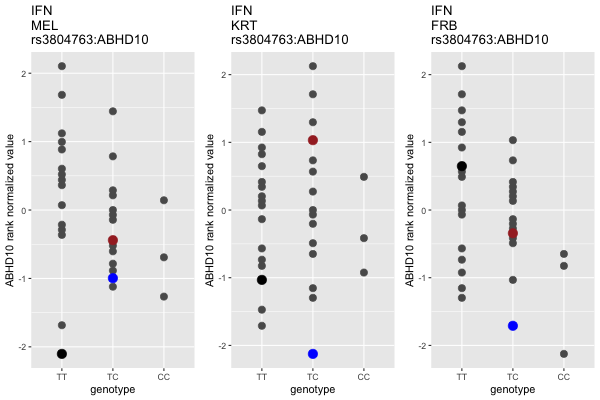 IFN
MEL
rs3804763:ABHD10
ABHD10 rank normalized value
2
1
0
-1
-2
TT
TC
CC
genotype
IFN
KRT
rs3804763:ABHD10
ABHD10 rank normalized value
2
1
0
-1
-2
TT
TC
CC
genotype
IFN
FRB
rs3804763:ABHD10
ABHD10 rank normalized value
2
1
0
-1
-2
TT
TC
CC
genotype